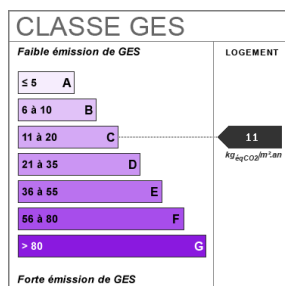 CLASSE GES
Faible émission de GES
LOGEMENT
≤ 5 A
6 à 10 B
11 à 20 C
11
kgéqCO2/m².an
21 à 35 D
36 à 55 E
56 à 80 F
> 80 G
Forte émission de GES